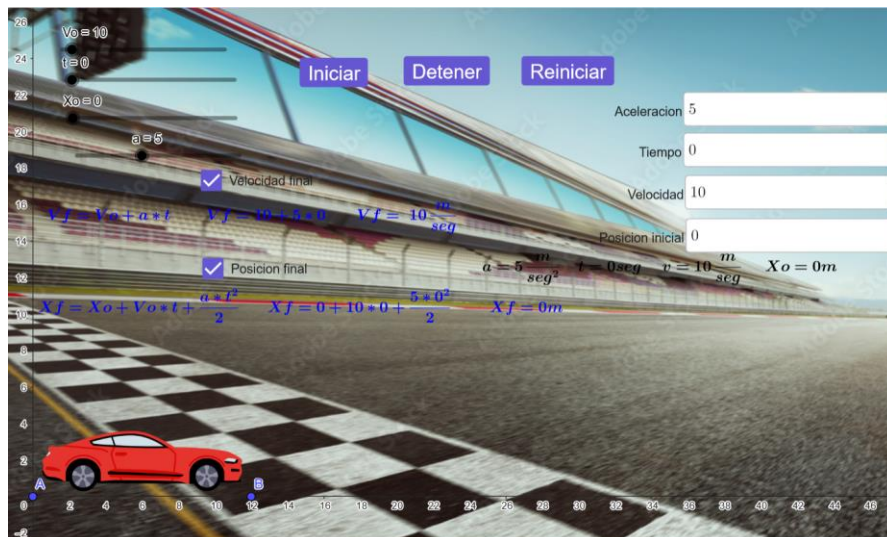 Vo = 10
t = 0
Xo = 0
a = 5
Iniciar Detener Reiniciar
Aceleracion 5
Tiempo 0
Velocidad 10
Posicion inicial 0
Velocidad final
Vf = Vo + a * t Vf = 10 + 5 * 0 Vf = 10 m/seg
Posicion final
a = 5 m/seg² t = 0seg v = 10 m/seg Xo = 0m
Xf = Xo + Vo * t + a * t²/2 Xf = 0 + 10 * 0 + 5 * 0²/2 Xf = 0m
26
24
22
20
18
16
14
12
10
8
6
4
2
A B
0 2 4 6 8 10 12 14 16 18 20 22 24 26 28 30 32 34 36 38 40 42 44 46
−2